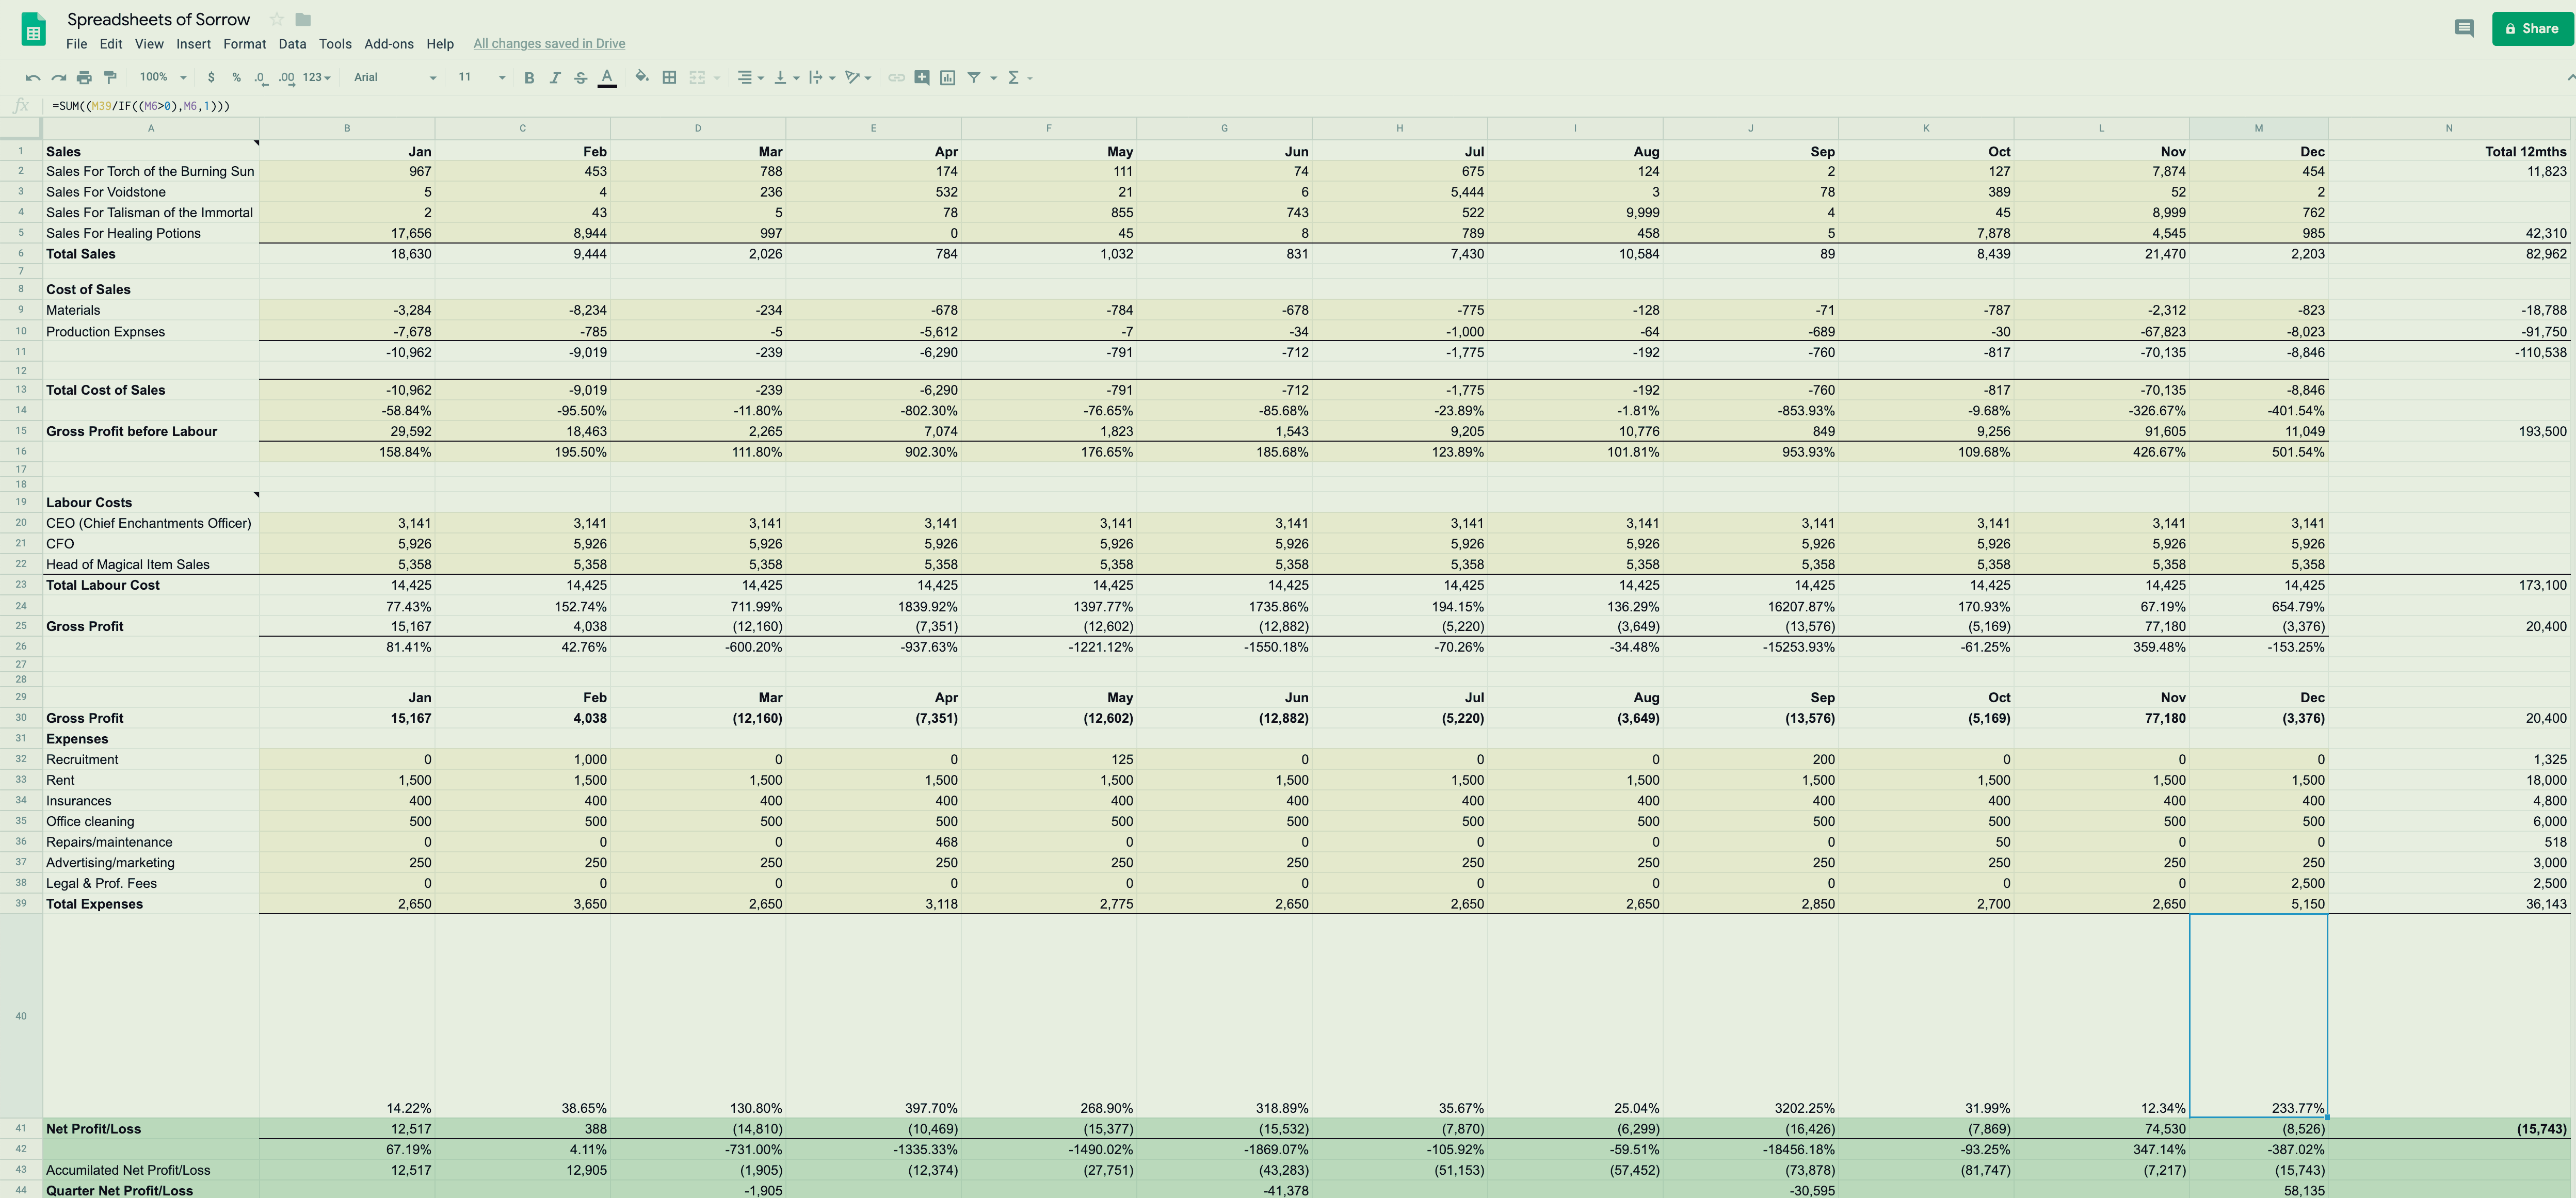 Spreadsheets of Sorrow
File Edit View Insert Format Data Tools Add-ons Help All changes saved in Drive
Share
100% $ % .0 .00 123 Arial 11 B I S A Σ
fx =SUM((M39/IF((M6>0),M6,1)))
A B C D E F G H I J K L M N
1 Sales Jan Feb Mar Apr May Jun Jul Aug Sep Oct Nov Dec Total 12mths
2 Sales For Torch of the Burning Sun 967 453 788 174 111 74 675 124 2 127 7,874 454 11,823
3 Sales For Voidstone 5 4 236 532 21 6 5,444 3 78 389 52 2
4 Sales For Talisman of the Immortal 2 43 5 78 855 743 522 9,999 4 45 8,999 762
5 Sales For Healing Potions 17,656 8,944 997 0 45 8 789 458 5 7,878 4,545 985 42,310
6 Total Sales 18,630 9,444 2,026 784 1,032 831 7,430 10,584 89 8,439 21,470 2,203 82,962
7
8 Cost of Sales
9 Materials -3,284 -8,234 -234 -678 -784 -678 -775 -128 -71 -787 -2,312 -823 -18,788
10 Production Expnses -7,678 -785 -5 -5,612 -7 -34 -1,000 -64 -689 -30 -67,823 -8,023 -91,750
11 -10,962 -9,019 -239 -6,290 -791 -712 -1,775 -192 -760 -817 -70,135 -8,846 -110,538
12
13 Total Cost of Sales -10,962 -9,019 -239 -6,290 -791 -712 -1,775 -192 -760 -817 -70,135 -8,846
14 -58.84% -95.50% -11.80% -802.30% -76.65% -85.68% -23.89% -1.81% -853.93% -9.68% -326.67% -401.54%
15 Gross Profit before Labour 29,592 18,463 2,265 7,074 1,823 1,543 9,205 10,776 849 9,256 91,605 11,049 193,500
16 158.84% 195.50% 111.80% 902.30% 176.65% 185.68% 123.89% 101.81% 953.93% 109.68% 426.67% 501.54%
17
18
19 Labour Costs
20 CEO (Chief Enchantments Officer) 3,141 3,141 3,141 3,141 3,141 3,141 3,141 3,141 3,141 3,141 3,141 3,141
21 CFO 5,926 5,926 5,926 5,926 5,926 5,926 5,926 5,926 5,926 5,926 5,926 5,926
22 Head of Magical Item Sales 5,358 5,358 5,358 5,358 5,358 5,358 5,358 5,358 5,358 5,358 5,358 5,358
23 Total Labour Cost 14,425 14,425 14,425 14,425 14,425 14,425 14,425 14,425 14,425 14,425 14,425 14,425 173,100
24 77.43% 152.74% 711.99% 1839.92% 1397.77% 1735.86% 194.15% 136.29% 16207.87% 170.93% 67.19% 654.79%
25 Gross Profit 15,167 4,038 (12,160) (7,351) (12,602) (12,882) (5,220) (3,649) (13,576) (5,169) 77,180 (3,376) 20,400
26 81.41% 42.76% -600.20% -937.63% -1221.12% -1550.18% -70.26% -34.48% -15253.93% -61.25% 359.48% -153.25%
27
28
29 Jan Feb Mar Apr May Jun Jul Aug Sep Oct Nov Dec
30 Gross Profit 15,167 4,038 (12,160) (7,351) (12,602) (12,882) (5,220) (3,649) (13,576) (5,169) 77,180 (3,376) 20,400
31 Expenses
32 Recruitment 0 1,000 0 0 125 0 0 0 200 0 0 0 1,325
33 Rent 1,500 1,500 1,500 1,500 1,500 1,500 1,500 1,500 1,500 1,500 1,500 1,500 18,000
34 Insurances 400 400 400 400 400 400 400 400 400 400 400 400 4,800
35 Office cleaning 500 500 500 500 500 500 500 500 500 500 500 500 6,000
36 Repairs/maintenance 0 0 0 468 0 0 0 0 0 50 0 0 518
37 Advertising/marketing 250 250 250 250 250 250 250 250 250 250 250 250 3,000
38 Legal & Prof. Fees 0 0 0 0 0 0 0 0 0 0 0 2,500 2,500
39 Total Expenses 2,650 3,650 2,650 3,118 2,775 2,650 2,650 2,650 2,850 2,700 2,650 5,150 36,143
40 14.22% 38.65% 130.80% 397.70% 268.90% 318.89% 35.67% 25.04% 3202.25% 31.99% 12.34% 233.77%
41 Net Profit/Loss 12,517 388 (14,810) (10,469) (15,377) (15,532) (7,870) (6,299) (16,426) (7,869) 74,530 (8,526) (15,743)
42 67.19% 4.11% -731.00% -1335.33% -1490.02% -1869.07% -105.92% -59.51% -18456.18% -93.25% 347.14% -387.02%
43 Accumilated Net Profit/Loss 12,517 12,905 (1,905) (12,374) (27,751) (43,283) (51,153) (57,452) (73,878) (81,747) (7,217) (15,743)
44 Quarter Net Profit/Loss -1,905 -41,378 -30,595 58,135